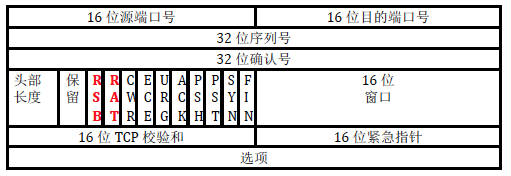 16 位源端口号
16 位目的端口号
32 位序列号
32 位确认号
头部
长度
保
留
RSB
RAT
CWR
ECE
URG
ACK
PSH
PST
SYN
FIN
16 位
窗口
16 位 TCP 校验和
16 位紧急指针
选项